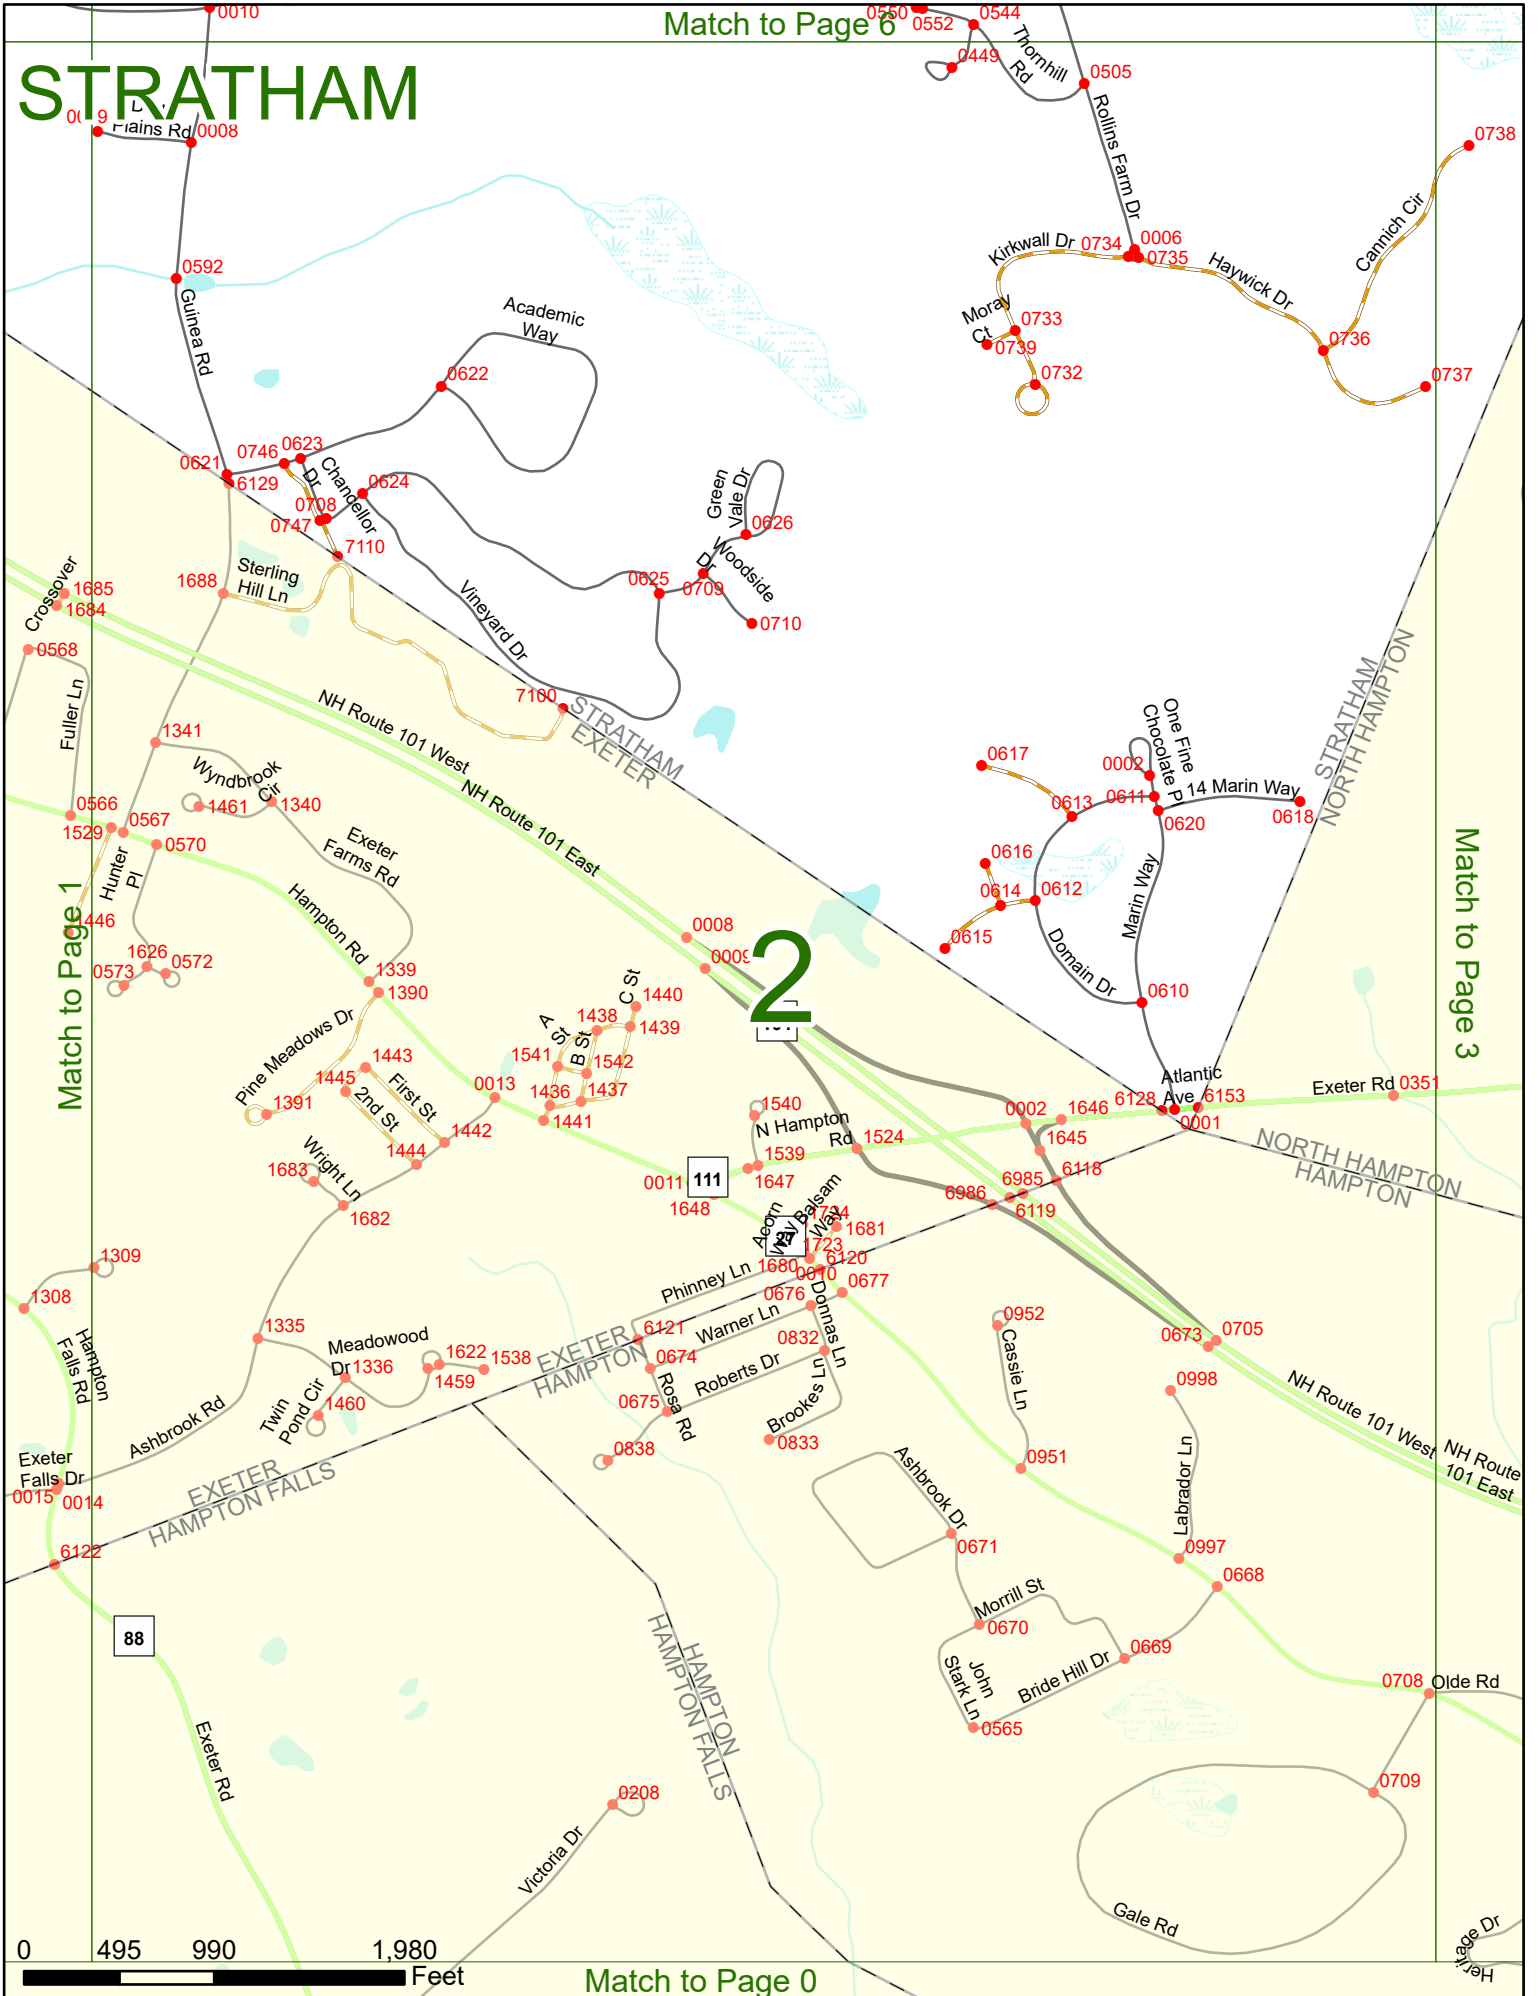 0010
Match to Page 6
0550
0552
0544
STRATHAM
0449
Thornhill
Rd
0505
Plains Rd
0008
0738
Rollins Farm Dr
Cannich Cir
Kirkwall Dr
0734
0006
0735
Haywick Dr
0592
Guinea Rd
Academic
Way
Moray
Ct
0733
0739
0736
0732
0737
0622
0746
0623
0621
6129
Chancellor
Dr
0624
0708
0747
7110
Green
Vale Dr
0626
Woodside
Dr
0625
0709
0710
Crossover
1685
1684
1688
Sterling
Hill Ln
Vineyard Dr
0568
Fuller Ln
7100
STRATHAM
EXETER
STRATHAM
NORTH HAMPTON
NH Route 101 West
NH Route 101 East
1341
Wyndbrook
Cir
1461
1340
0617
One Fine
Chocolate Pl
0002
0611
14 Marin Way
0613
0620
0618
0566
1529
0567
0570
Hunter
Pl
Exeter
Farms Rd
Hampton Rd
0616
0614
0612
0615
Marin Way
Domain Dr
0610
Match to Page 1
Match to Page 3
1446
1626
0573
0572
1339
1390
0008
0009
2
C St
1440
A
St
B St
1438
1439
1541
1542
1436
1437
1441
Pine Meadows Dr
1443
1445
First St
2nd St
1391
0013
1442
1444
Wright Ln
1683
1682
1540
N Hampton
Rd
1524
1539
1647
0011
111
1648
0002
1646
1645
Atlantic
Ave
6128
6153
0001
Exeter Rd
0351
NORTH HAMPTON
HAMPTON
6118
6985
6986
6119
Acorn
Way
Balsam
Way
1724
1681
27
1723
1680
6120
0010
0677
0676
Phinney Ln
Donnas Ln
Warner Ln
0832
6121
0674
Roberts Dr
Rosa Rd
0675
Brookes Ln
0833
0838
1309
1308
Hampton
Falls Rd
1335
Meadowood
Dr
1336
1622
1538
1459
Twin
Pond Cir
1460
EXETER
HAMPTON
0952
Cassie Ln
0951
0705
0673
0998
NH Route 101 West
NH Route
101 East
Labrador Ln
0997
0668
Ashbrook Rd
Exeter
Falls Dr
0015
0014
EXETER
HAMPTON FALLS
6122
Ashbrook Dr
0671
Morrill St
0670
0669
John
Stark Ln
Bride Hill Dr
0565
88
Exeter Rd
HAMPTON
HAMPTON FALLS
0708
Olde Rd
0709
0208
Victoria Dr
Gale Rd
Heritage Dr
0
495
990
1,980
Feet
Match to Page 0